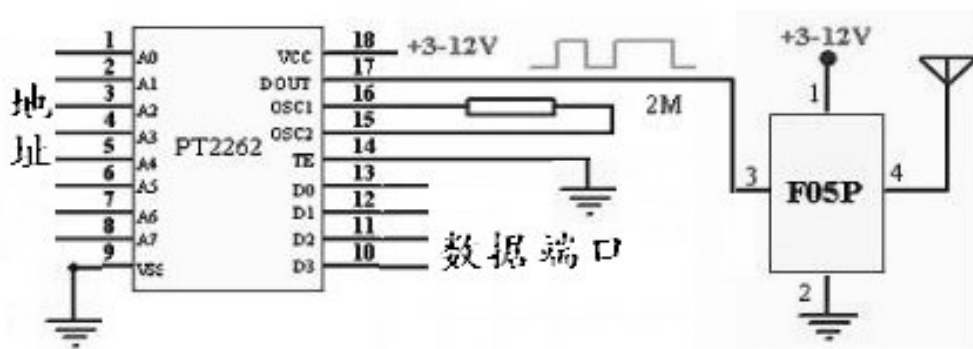 1 A0 VCC 18 +3-12V
2 A1 DOUT 17
3 A2 OSC1 16 2M
4 A3 OSC2 15
5 A4 TE 14
6 A5 D0 13
7 A6 D1 12
8 A7 D2 11
9 VSS D3 10
地
址
PT2262
数据端口
+3-12V
1
3 F05P 4
2